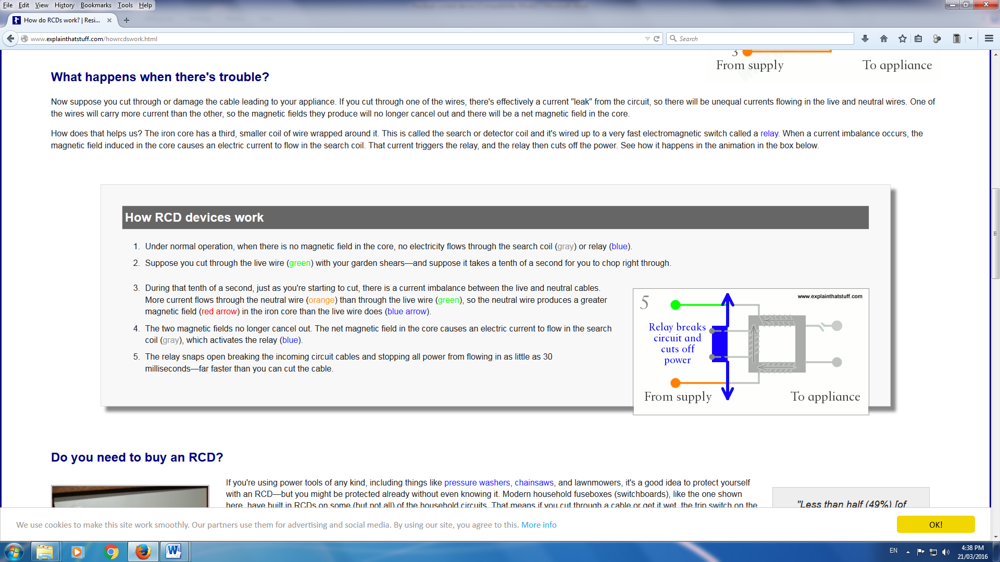 File Edit View History Bookmarks Tools Help
How do RCDs work? | Resi...
www.explainthatstuff.com/howrcdswork.html
Search
3
From supply To appliance
What happens when there's trouble?
Now suppose you cut through or damage the cable leading to your appliance. If you cut through one of the wires, there's effectively a current "leak" from the circuit, so there will be unequal currents flowing in the live and neutral wires. One of
the wires will carry more current than the other, so the magnetic fields they produce will no longer cancel out and there will be a net magnetic field in the core.
How does that helps us? The iron core has a third, smaller coil of wire wrapped around it. This is called the search or detector coil and it's wired up to a very fast electromagnetic switch called a relay. When a current imbalance occurs, the
magnetic field induced in the core causes an electric current to flow in the search coil. That current triggers the relay, and the relay then cuts off the power. See how it happens in the animation in the box below.
How RCD devices work
1. Under normal operation, when there is no magnetic field in the core, no electricity flows through the search coil (gray) or relay (blue).
2. Suppose you cut through the live wire (green) with your garden shears—and suppose it takes a tenth of a second for you to chop right through.
3. During that tenth of a second, just as you're starting to cut, there is a current imbalance between the live and neutral cables.
More current flows through the neutral wire (orange) than through the live wire (green), so the neutral wire produces a greater
magnetic field (red arrow) in the iron core than the live wire does (blue arrow).
4. The two magnetic fields no longer cancel out. The net magnetic field in the core causes an electric current to flow in the search
coil (gray), which activates the relay (blue).
5. The relay snaps open breaking the incoming circuit cables and stopping all power from flowing in as little as 30
milliseconds—far faster than you can cut the cable.
5
www.explainthatstuff.com
Relay breaks
circuit and
cuts off
power
From supply To appliance
Do you need to buy an RCD?
If you're using power tools of any kind, including things like pressure washers, chainsaws, and lawnmowers, it's a good idea to protect yourself
with an RCD—but you might be protected already without even knowing it. Modern household fuseboxes (switchboards), like the one shown
here, have built in RCDs on some (but not all) of the household circuits. That means if you cut through a cable or get it wet, the trip switch on the
"Less than half (49%) [of
We use cookies to make this site work smoothly. Our partners use them for advertising and social media. By using our site, you agree to this. More info
OK!
EN
4:38 PM
21/03/2016